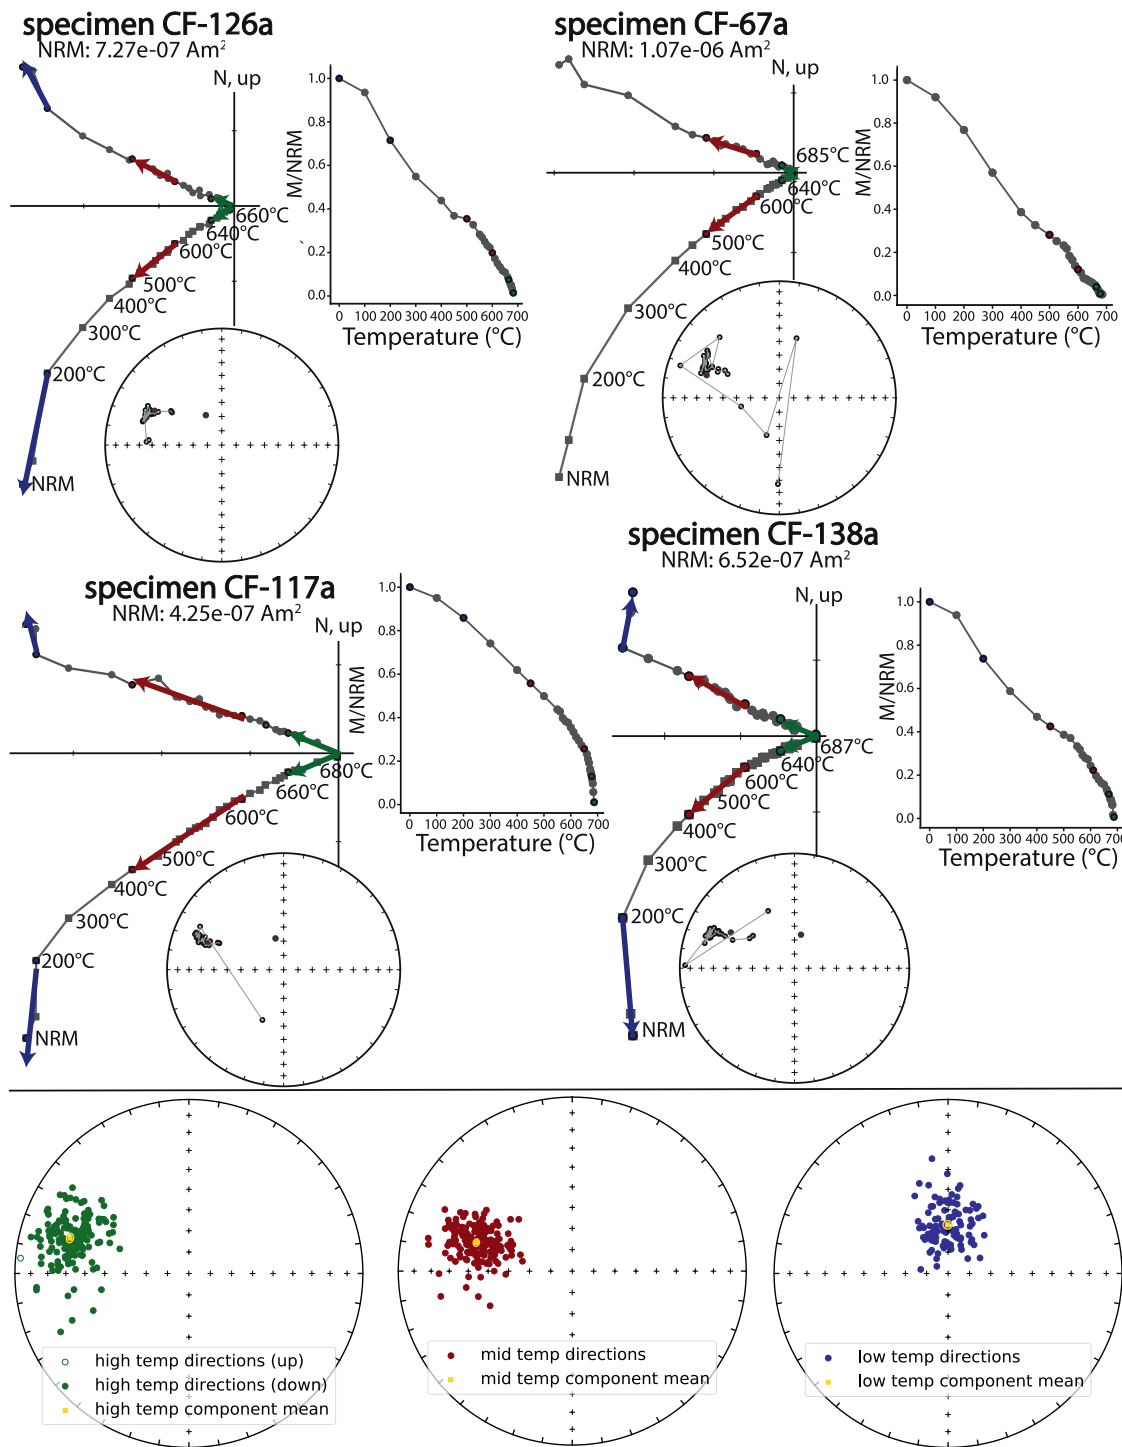 specimen CF-126a
NRM: 7.27e-07 Am²
N, up
660°C
640°C
600°C
500°C
400°C
300°C
200°C
NRM
M/NRM
1.0
0.8
0.6
0.4
0.2
0.0
0 100 200 300 400 500 600 700
Temperature (°C)
specimen CF-67a
NRM: 1.07e-06 Am²
N, up
685°C
640°C
600°C
500°C
400°C
300°C
200°C
NRM
M/NRM
1.0
0.8
0.6
0.4
0.2
0.0
0 100 200 300 400 500 600 700
Temperature (°C)
specimen CF-117a
NRM: 4.25e-07 Am²
N, up
680°C
660°C
600°C
500°C
400°C
300°C
200°C
NRM
M/NRM
1.0
0.8
0.6
0.4
0.2
0.0
0 100 200 300 400 500 600 700
Temperature (°C)
specimen CF-138a
NRM: 6.52e-07 Am²
N, up
687°C
640°C
600°C
500°C
400°C
300°C
200°C
NRM
M/NRM
1.0
0.8
0.6
0.4
0.2
0.0
0 100 200 300 400 500 600 700
Temperature (°C)
high temp directions (up)
high temp directions (down)
high temp component mean
mid temp directions
mid temp component mean
low temp directions
low temp component mean